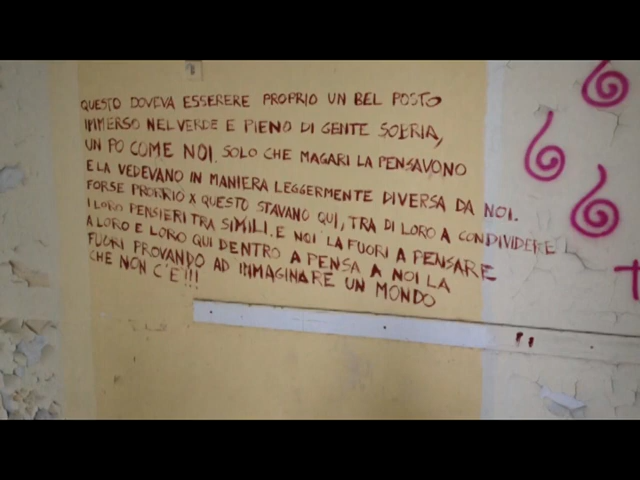 QUESTO DOVEVA ESSERERE PROPRIO UN BEL POSTO
IMMERSO NEL VERDE E PIENO DI GENTE SOBRIA,
UN PO COME NOI. SOLO CHE MAGARI LA PENSAVONO
E LA VEDEVANO IN MANIERA LEGGERMENTE DIVERSA DA NOI.
FORSE PROPRIO X QUESTO STAVANO QUI, TRA DI LORO A CONDIVIDERE
I LORO PENSIERI TRA SIMILI. E NOI LA FUORI A PENSARE
A LORO E LORO QUI DENTRO A PENSA A NOI LA
FUORI PROVANDO AD IMMAGINARE UN MONDO
CHE NON C'E'!!!
666